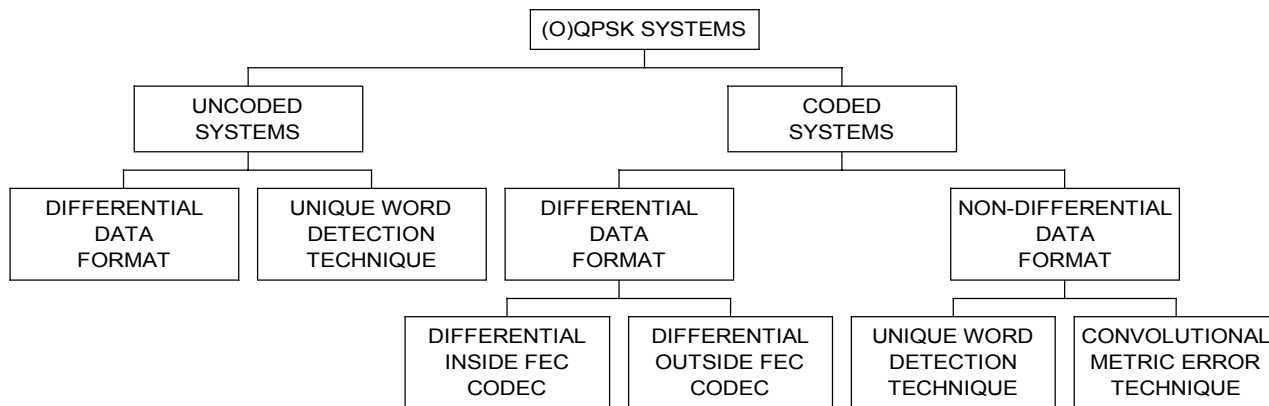 (O)QPSK SYSTEMS
UNCODED
SYSTEMS
CODED
SYSTEMS
DIFFERENTIAL
DATA
FORMAT
UNIQUE WORD
DETECTION
TECHNIQUE
DIFFERENTIAL
DATA
FORMAT
NON-DIFFERENTIAL
DATA
FORMAT
DIFFERENTIAL
INSIDE FEC
CODEC
DIFFERENTIAL
OUTSIDE FEC
CODEC
UNIQUE WORD
DETECTION
TECHNIQUE
CONVOLUTIONAL
METRIC ERROR
TECHNIQUE